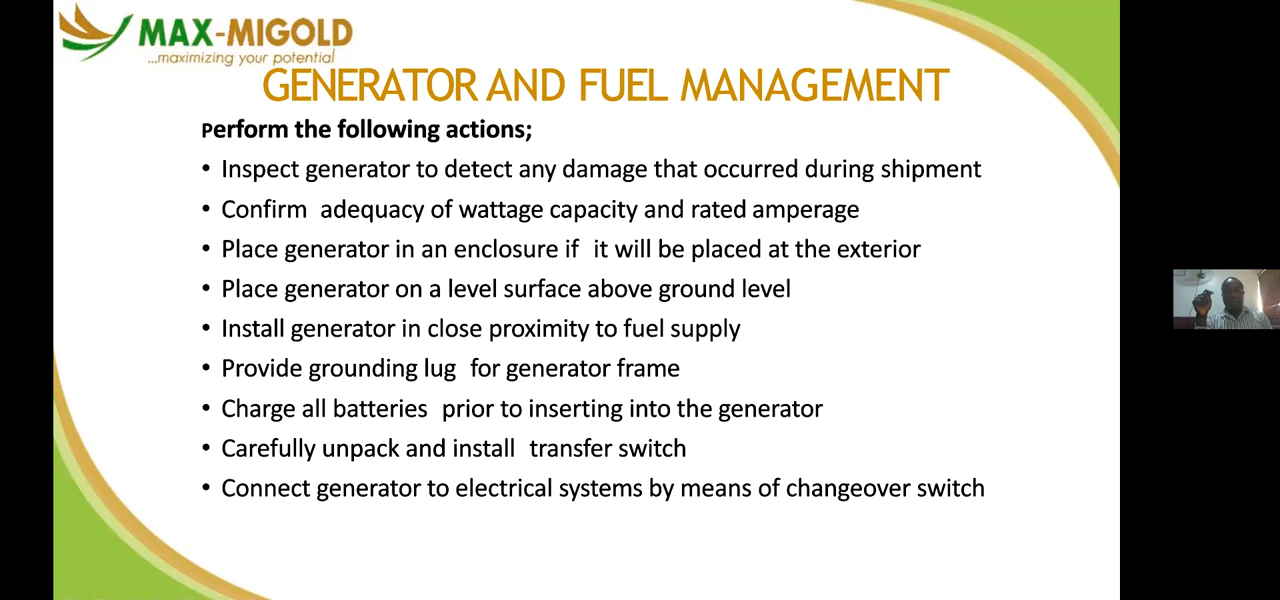 MAX-MIGOLD
...maximizing your potential
GENERATOR AND FUEL MANAGEMENT
Perform the following actions;
• Inspect generator to detect any damage that occurred during shipment
• Confirm adequacy of wattage capacity and rated amperage
• Place generator in an enclosure if it will be placed at the exterior
• Place generator on a level surface above ground level
• Install generator in close proximity to fuel supply
• Provide grounding lug for generator frame
• Charge all batteries prior to inserting into the generator
• Carefully unpack and install transfer switch
• Connect generator to electrical systems by means of changeover switch